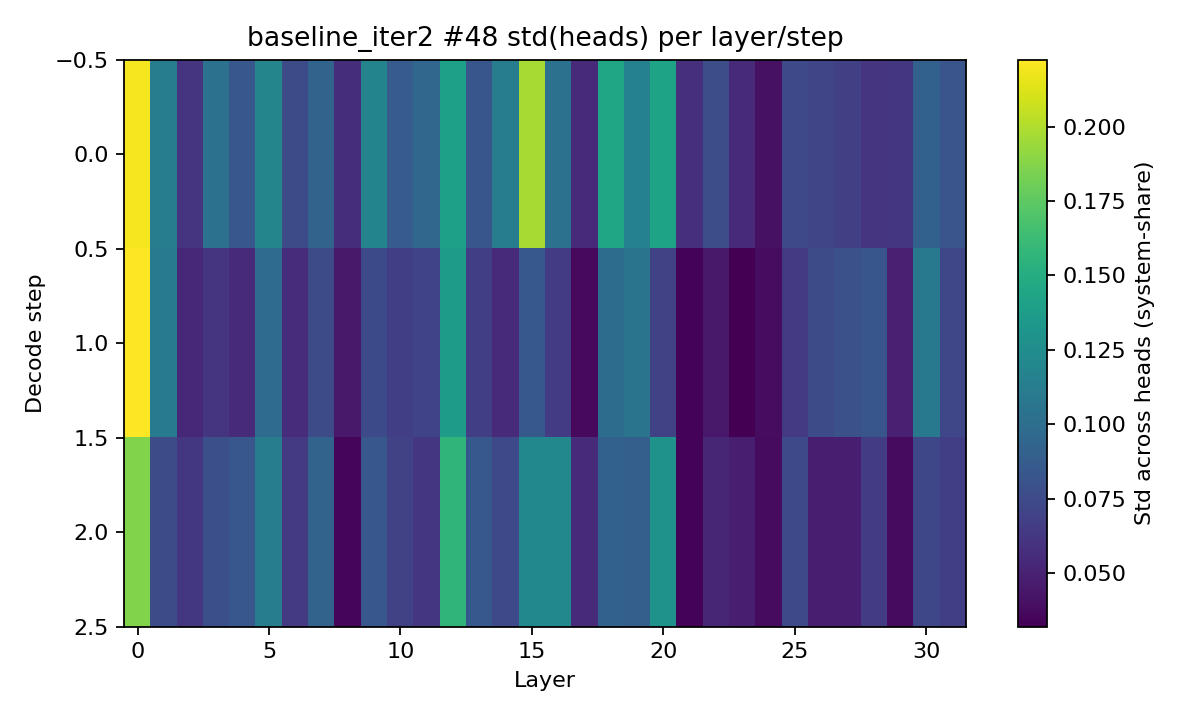 baseline_iter2 #48 std(heads) per layer/step
−0.5
0.0
0.5
1.0
1.5
2.0
2.5
Decode step
0 5 10 15 20 25 30
Layer
0.200
0.175
0.150
0.125
0.100
0.075
0.050
Std across heads (system-share)